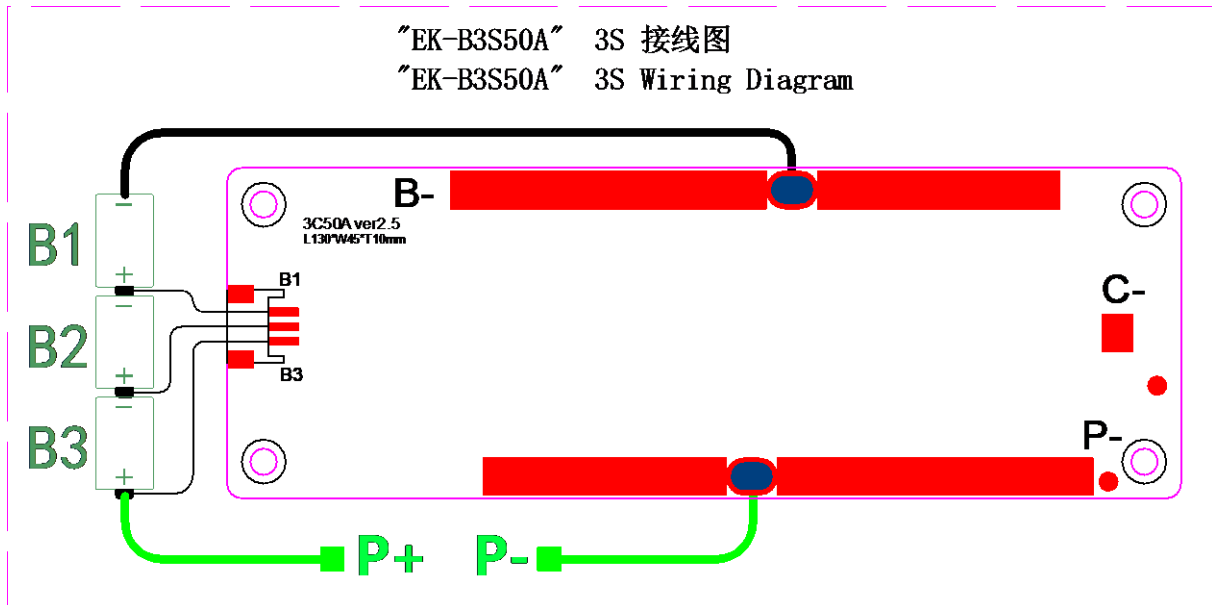 "EK-B3S50A" 3S 接线图
"EK-B3S50A" 3S Wiring Diagram
B-
3C50A ver2.5
L130*W45*T10mm
B1
B1
C-
B2
B3
B3
P-
P+ P-